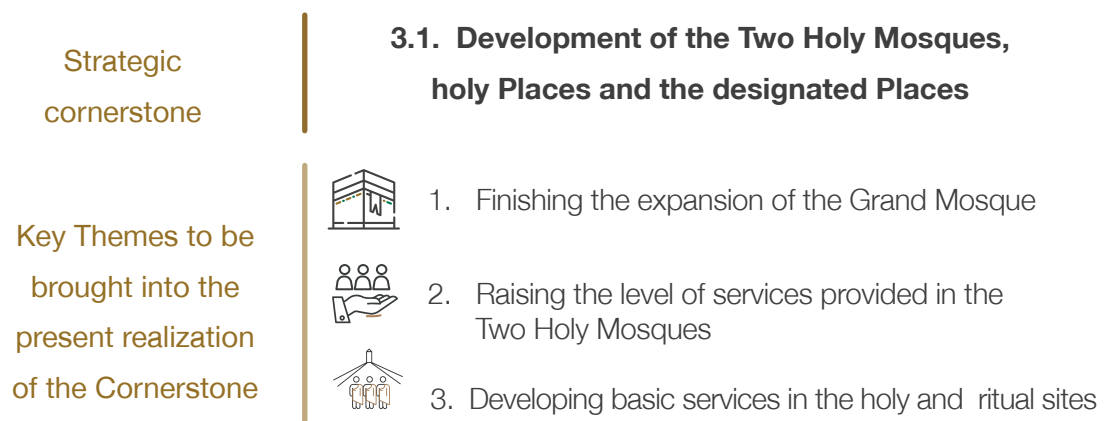 Strategic
cornerstone
3.1. Development of the Two Holy Mosques,
holy Places and the designated Places
Key Themes to be
brought into the
present realization
of the Cornerstone
1. Finishing the expansion of the Grand Mosque
2. Raising the level of services provided in the
Two Holy Mosques
3. Developing basic services in the holy and ritual sites